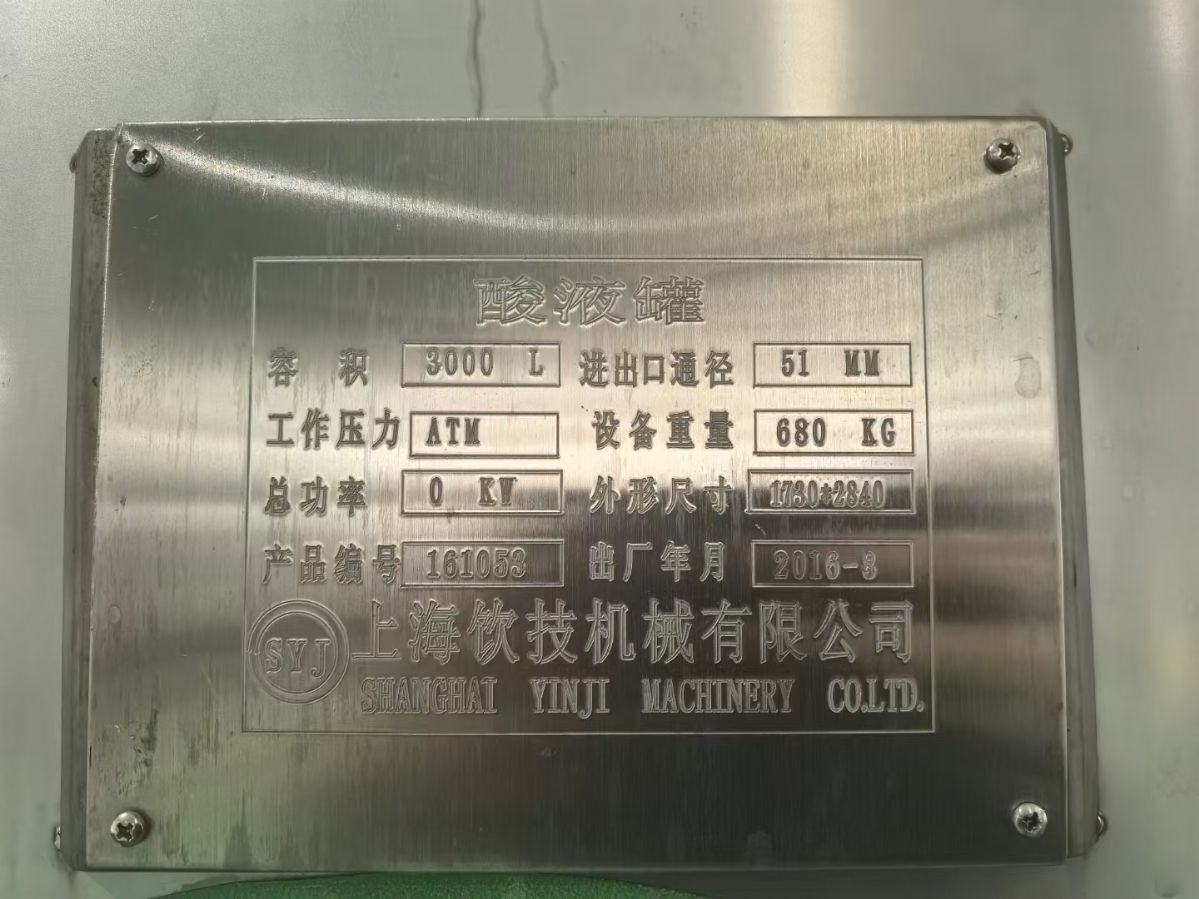 酸液罐
容积 3000 L 进出口通径 51 MM
工作压力 ATM 设备重量 680 KG
总功率 0 KW 外形尺寸 1730*2840
产品编号 161053 出厂年月 2016-8
SYJ 上海饮技机械有限公司
SHANGHAI YINJI MACHINERY CO.LTD.